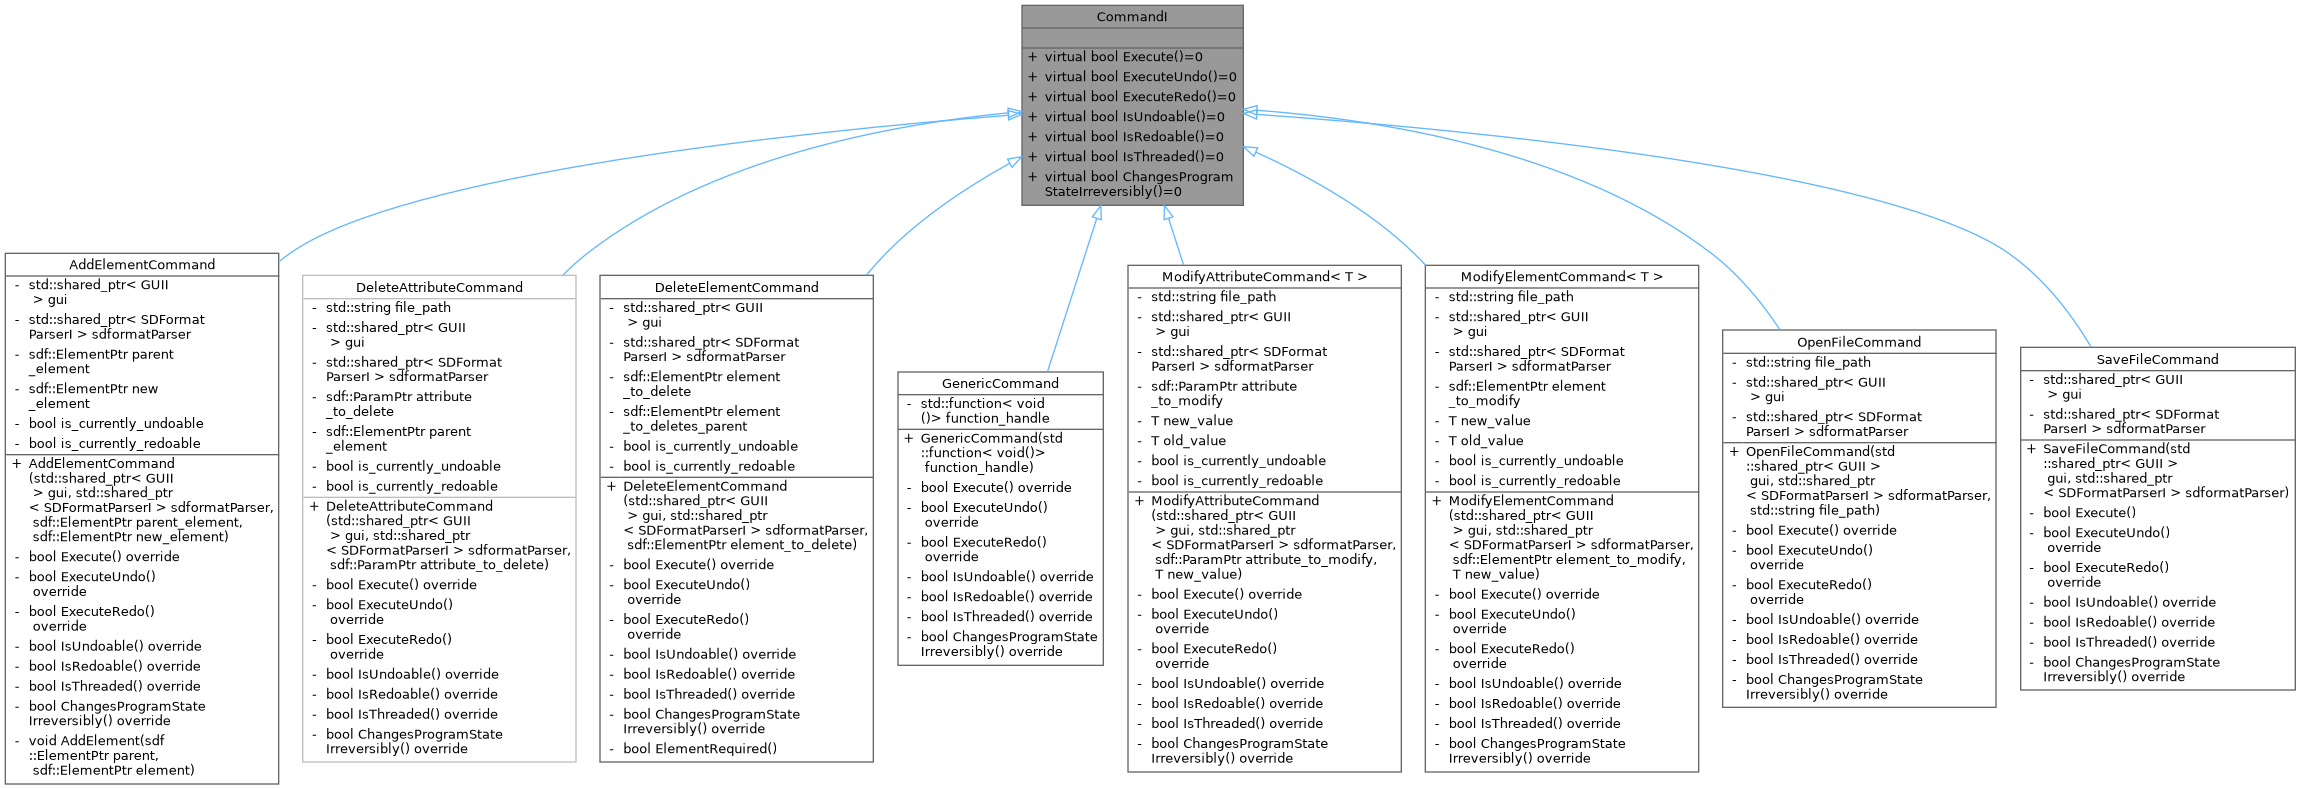 CommandI
+ virtual bool Execute()=0
+ virtual bool ExecuteUndo()=0
+ virtual bool ExecuteRedo()=0
+ virtual bool IsUndoable()=0
+ virtual bool IsRedoable()=0
+ virtual bool IsThreaded()=0
+ virtual bool ChangesProgram
StateIrreversibly()=0
AddElementCommand
- std::shared_ptr< GUII
> gui
- std::shared_ptr< SDFormat
ParserI > sdformatParser
- sdf::ElementPtr parent
_element
- sdf::ElementPtr new
_element
- bool is_currently_undoable
- bool is_currently_redoable
+ AddElementCommand
(std::shared_ptr< GUII
> gui, std::shared_ptr
< SDFormatParserI > sdformatParser,
sdf::ElementPtr parent_element,
sdf::ElementPtr new_element)
- bool Execute() override
- bool ExecuteUndo()
override
- bool ExecuteRedo()
override
- bool IsUndoable() override
- bool IsRedoable() override
- bool IsThreaded() override
- bool ChangesProgramState
Irreversibly() override
- void AddElement(sdf
::ElementPtr parent,
sdf::ElementPtr element)
DeleteAttributeCommand
- std::string file_path
- std::shared_ptr< GUII
> gui
- std::shared_ptr< SDFormat
ParserI > sdformatParser
- sdf::ParamPtr attribute
_to_delete
- sdf::ElementPtr parent
_element
- bool is_currently_undoable
- bool is_currently_redoable
+ DeleteAttributeCommand
(std::shared_ptr< GUII
> gui, std::shared_ptr
< SDFormatParserI > sdformatParser,
sdf::ParamPtr attribute_to_delete)
- bool Execute() override
- bool ExecuteUndo()
override
- bool ExecuteRedo()
override
- bool IsUndoable() override
- bool IsRedoable() override
- bool IsThreaded() override
- bool ChangesProgramState
Irreversibly() override
DeleteElementCommand
- std::shared_ptr< GUII
> gui
- std::shared_ptr< SDFormat
ParserI > sdformatParser
- sdf::ElementPtr element
_to_delete
- sdf::ElementPtr element
_to_deletes_parent
- bool is_currently_undoable
- bool is_currently_redoable
+ DeleteElementCommand
(std::shared_ptr< GUII
> gui, std::shared_ptr
< SDFormatParserI > sdformatParser,
sdf::ElementPtr element_to_delete)
- bool Execute() override
- bool ExecuteUndo()
override
- bool ExecuteRedo()
override
- bool IsUndoable() override
- bool IsRedoable() override
- bool IsThreaded() override
- bool ChangesProgramState
Irreversibly() override
- bool ElementRequired()
GenericCommand
- std::function< void
()> function_handle
+ GenericCommand(std
::function< void()>
function_handle)
- bool Execute() override
- bool ExecuteUndo()
override
- bool ExecuteRedo()
override
- bool IsUndoable() override
- bool IsRedoable() override
- bool IsThreaded() override
- bool ChangesProgramState
Irreversibly() override
ModifyAttributeCommand< T >
- std::string file_path
- std::shared_ptr< GUII
> gui
- std::shared_ptr< SDFormat
ParserI > sdformatParser
- sdf::ParamPtr attribute
_to_modify
- T new_value
- T old_value
- bool is_currently_undoable
- bool is_currently_redoable
+ ModifyAttributeCommand
(std::shared_ptr< GUII
> gui, std::shared_ptr
< SDFormatParserI > sdformatParser,
sdf::ParamPtr attribute_to_modify,
T new_value)
- bool Execute() override
- bool ExecuteUndo()
override
- bool ExecuteRedo()
override
- bool IsUndoable() override
- bool IsRedoable() override
- bool IsThreaded() override
- bool ChangesProgramState
Irreversibly() override
ModifyElementCommand< T >
- std::string file_path
- std::shared_ptr< GUII
> gui
- std::shared_ptr< SDFormat
ParserI > sdformatParser
- sdf::ElementPtr element
_to_modify
- T new_value
- T old_value
- bool is_currently_undoable
- bool is_currently_redoable
+ ModifyElementCommand
(std::shared_ptr< GUII
> gui, std::shared_ptr
< SDFormatParserI > sdformatParser,
sdf::ElementPtr element_to_modify,
T new_value)
- bool Execute() override
- bool ExecuteUndo()
override
- bool ExecuteRedo()
override
- bool IsUndoable() override
- bool IsRedoable() override
- bool IsThreaded() override
- bool ChangesProgramState
Irreversibly() override
OpenFileCommand
- std::string file_path
- std::shared_ptr< GUII
> gui
- std::shared_ptr< SDFormat
ParserI > sdformatParser
+ OpenFileCommand(std
::shared_ptr< GUII >
gui, std::shared_ptr
< SDFormatParserI > sdformatParser,
std::string file_path)
- bool Execute() override
- bool ExecuteUndo()
override
- bool ExecuteRedo()
override
- bool IsUndoable() override
- bool IsRedoable() override
- bool IsThreaded() override
- bool ChangesProgramState
Irreversibly() override
SaveFileCommand
- std::shared_ptr< GUII
> gui
- std::shared_ptr< SDFormat
ParserI > sdformatParser
+ SaveFileCommand(std
::shared_ptr< GUII >
gui, std::shared_ptr
< SDFormatParserI > sdformatParser)
- bool Execute()
- bool ExecuteUndo()
override
- bool ExecuteRedo()
override
- bool IsUndoable() override
- bool IsRedoable() override
- bool IsThreaded() override
- bool ChangesProgramState
Irreversibly() override